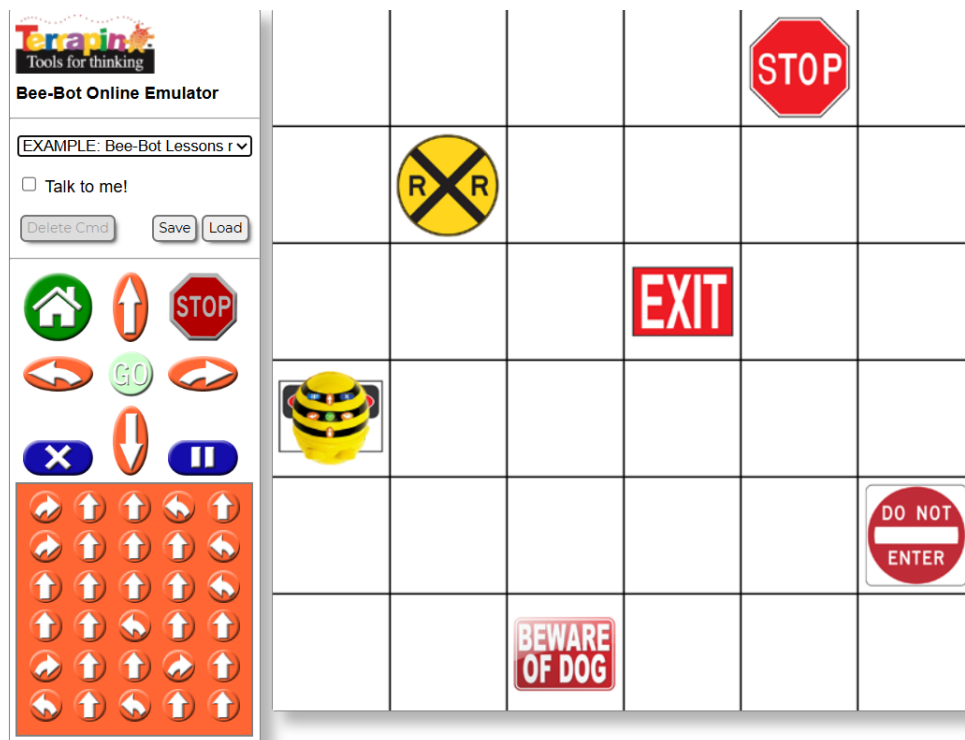 Terrapin
Tools for thinking
Bee-Bot Online Emulator
EXAMPLE: Bee-Bot Lessons r
Talk to me!
Delete Cmd
Save
Load
STOP
GO
STOP
R R
EXIT
DO NOT
ENTER
BEWARE
OF DOG